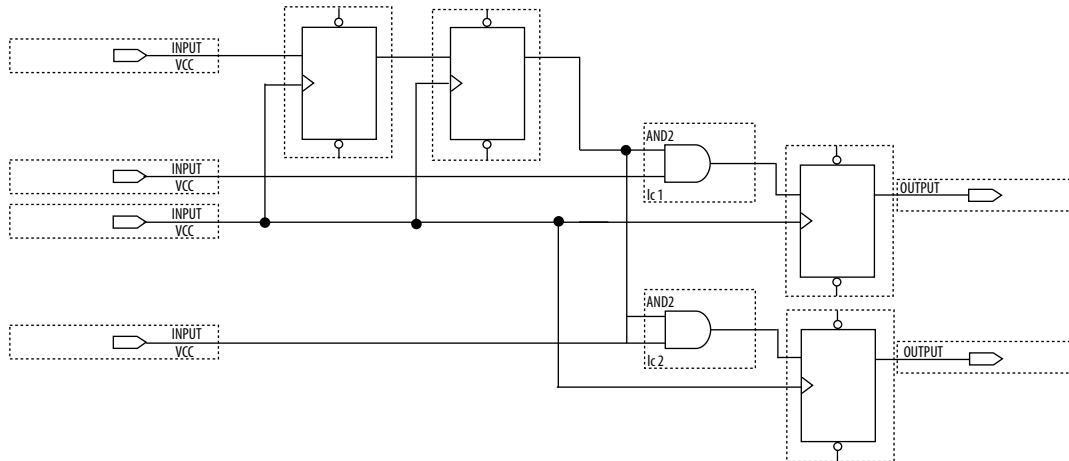 INPUT
VCC
AND2
INPUT
VCC
lc 1
OUTPUT
INPUT
VCC
AND2
INPUT
VCC
lc 2
OUTPUT